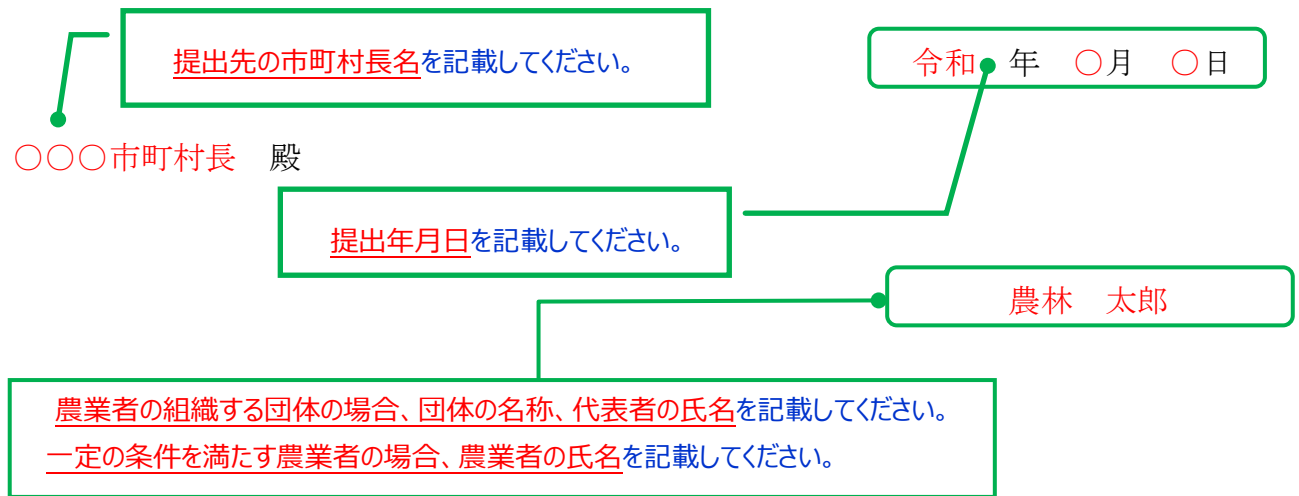 提出先の市町村長名を記載してください。
令和 年 ○月 ○日
○○○市町村長 殿
提出年月日を記載してください。
農林 太郎
農業者の組織する団体の場合、団体の名称、代表者の氏名を記載してください。
一定の条件を満たす農業者の場合、農業者の氏名を記載してください。